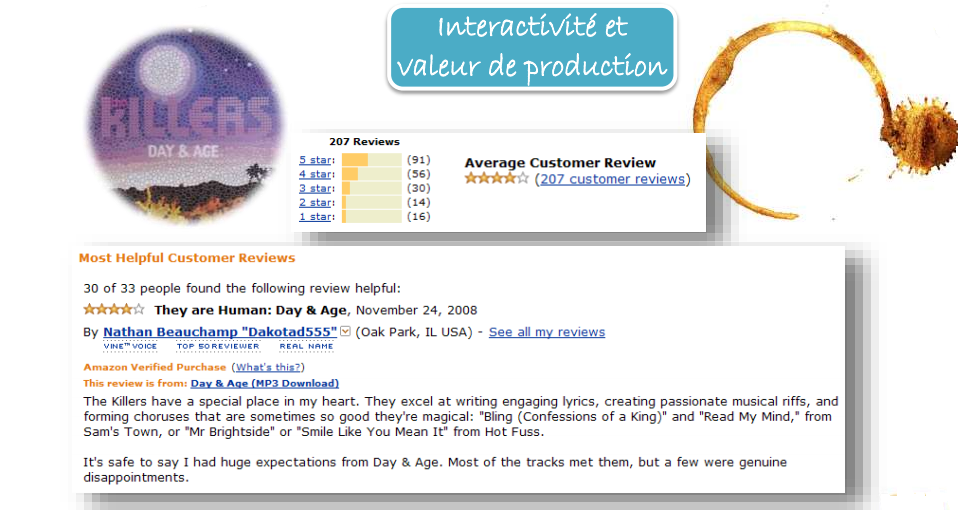 Interactivité et
valeur de production
THE
KILLERS
DAY & AGE
207 Reviews
5 star: (91)
4 star: (56)
3 star: (30)
2 star: (14)
1 star: (16)
Average Customer Review
(207 customer reviews)
Most Helpful Customer Reviews
30 of 33 people found the following review helpful:
They are Human: Day & Age, November 24, 2008
By Nathan Beauchamp "Dakotad555" (Oak Park, IL USA) - See all my reviews
VINE™ VOICE TOP 50 REVIEWER REAL NAME
Amazon Verified Purchase (What's this?)
This review is from: Day & Age (MP3 Download)
The Killers have a special place in my heart. They excel at writing engaging lyrics, creating passionate musical riffs, and
forming choruses that are sometimes so good they're magical: "Bling (Confessions of a King)" and "Read My Mind," from
Sam's Town, or "Mr Brightside" or "Smile Like You Mean It" from Hot Fuss.
It's safe to say I had huge expectations from Day & Age. Most of the tracks met them, but a few were genuine
disappointments.